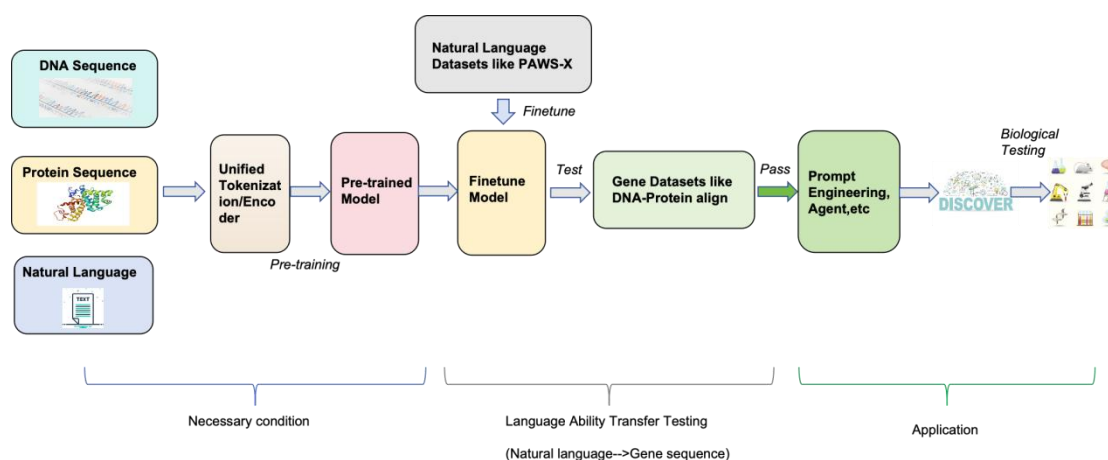 DNA Sequence
Protein Sequence
Natural Language
TEXT
Unified
Tokenizat
ion/Enco
der
Pre-training
Pre-trained
Model
Natural Language
Datasets like PAWS-X
Finetune
Finetune
Model
Test
Gene Datasets like
DNA-Protein align
Pass
Prompt
Engineering,
Agent,etc
DISCOVER
Biological
Testing
Necessary condition
Language Ability Transfer Testing
(Natural language-->Gene sequence)
Application